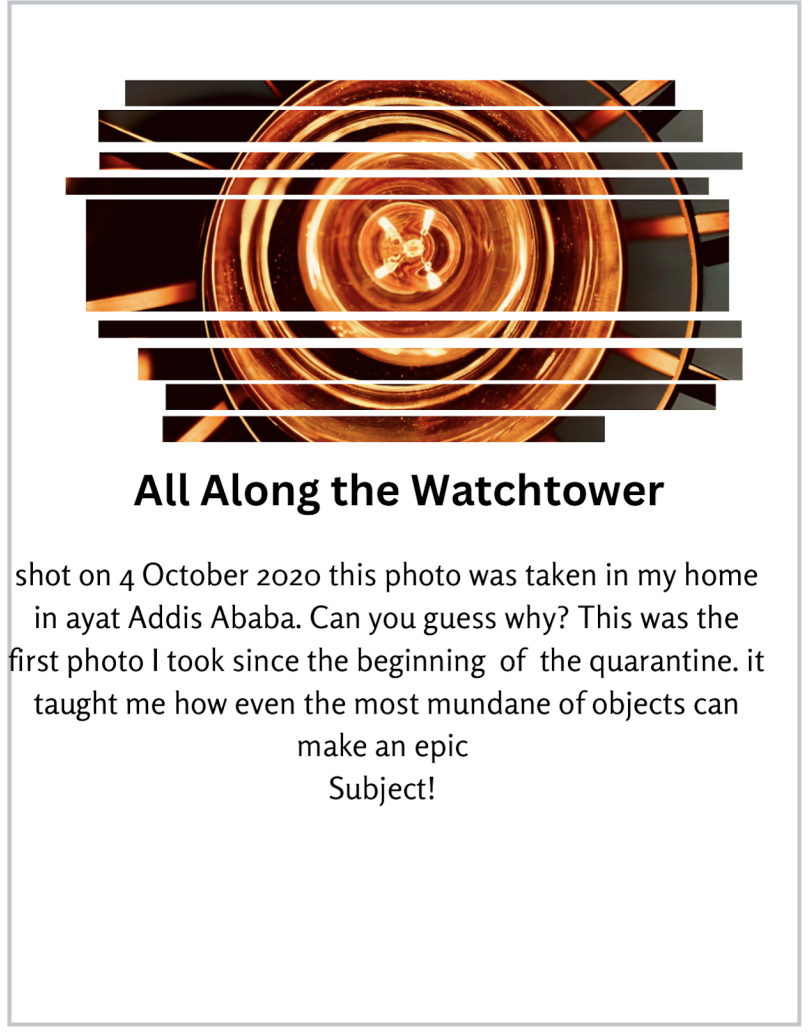 All Along the Watchtower
shot on 4 October 2020 this photo was taken in my home
in ayat Addis Ababa. Can you guess why? This was the
first photo I took since the beginning  of  the quarantine. it
taught me how even the most mundane of objects can
make an epic
Subject!